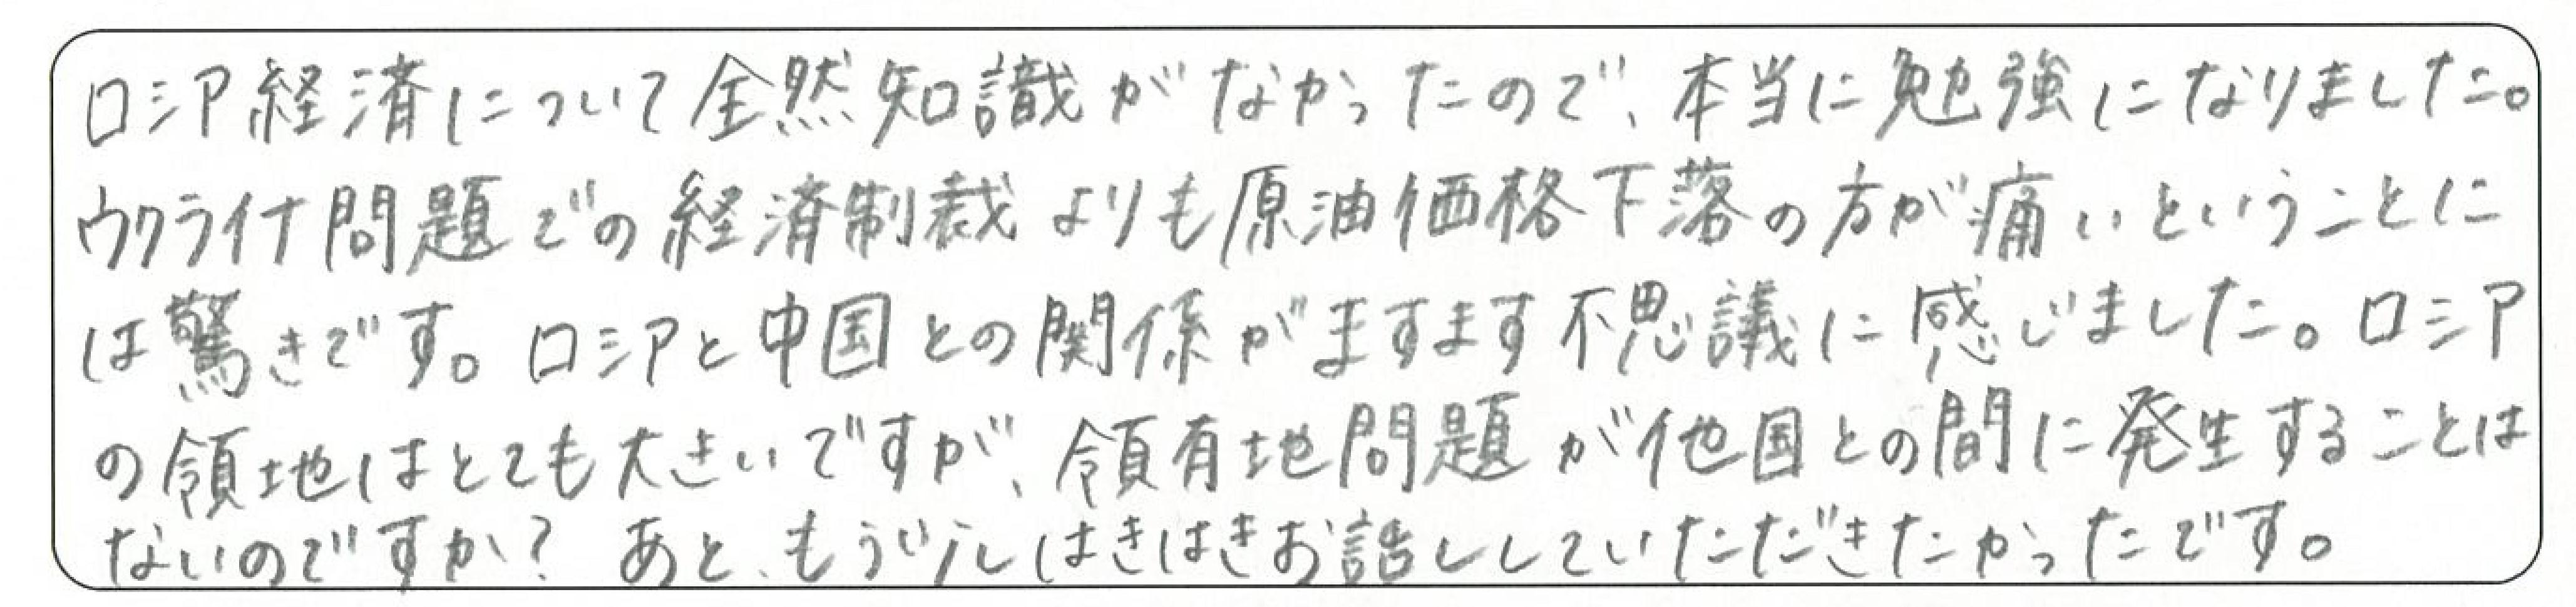 ロシア経済について全然知識がなかったので、本当に勉強になりました。
ウクライナ問題での経済制裁よりも原油価格下落の方が痛いということに
は驚きです。ロシアと中国との関係がますます不思議に感じました。ロシア
の領地はとても大きいですが、領有地問題が他国との間に発生することは
ないのですか？ あと、もう少しはきはきお話ししていただきたかったです。